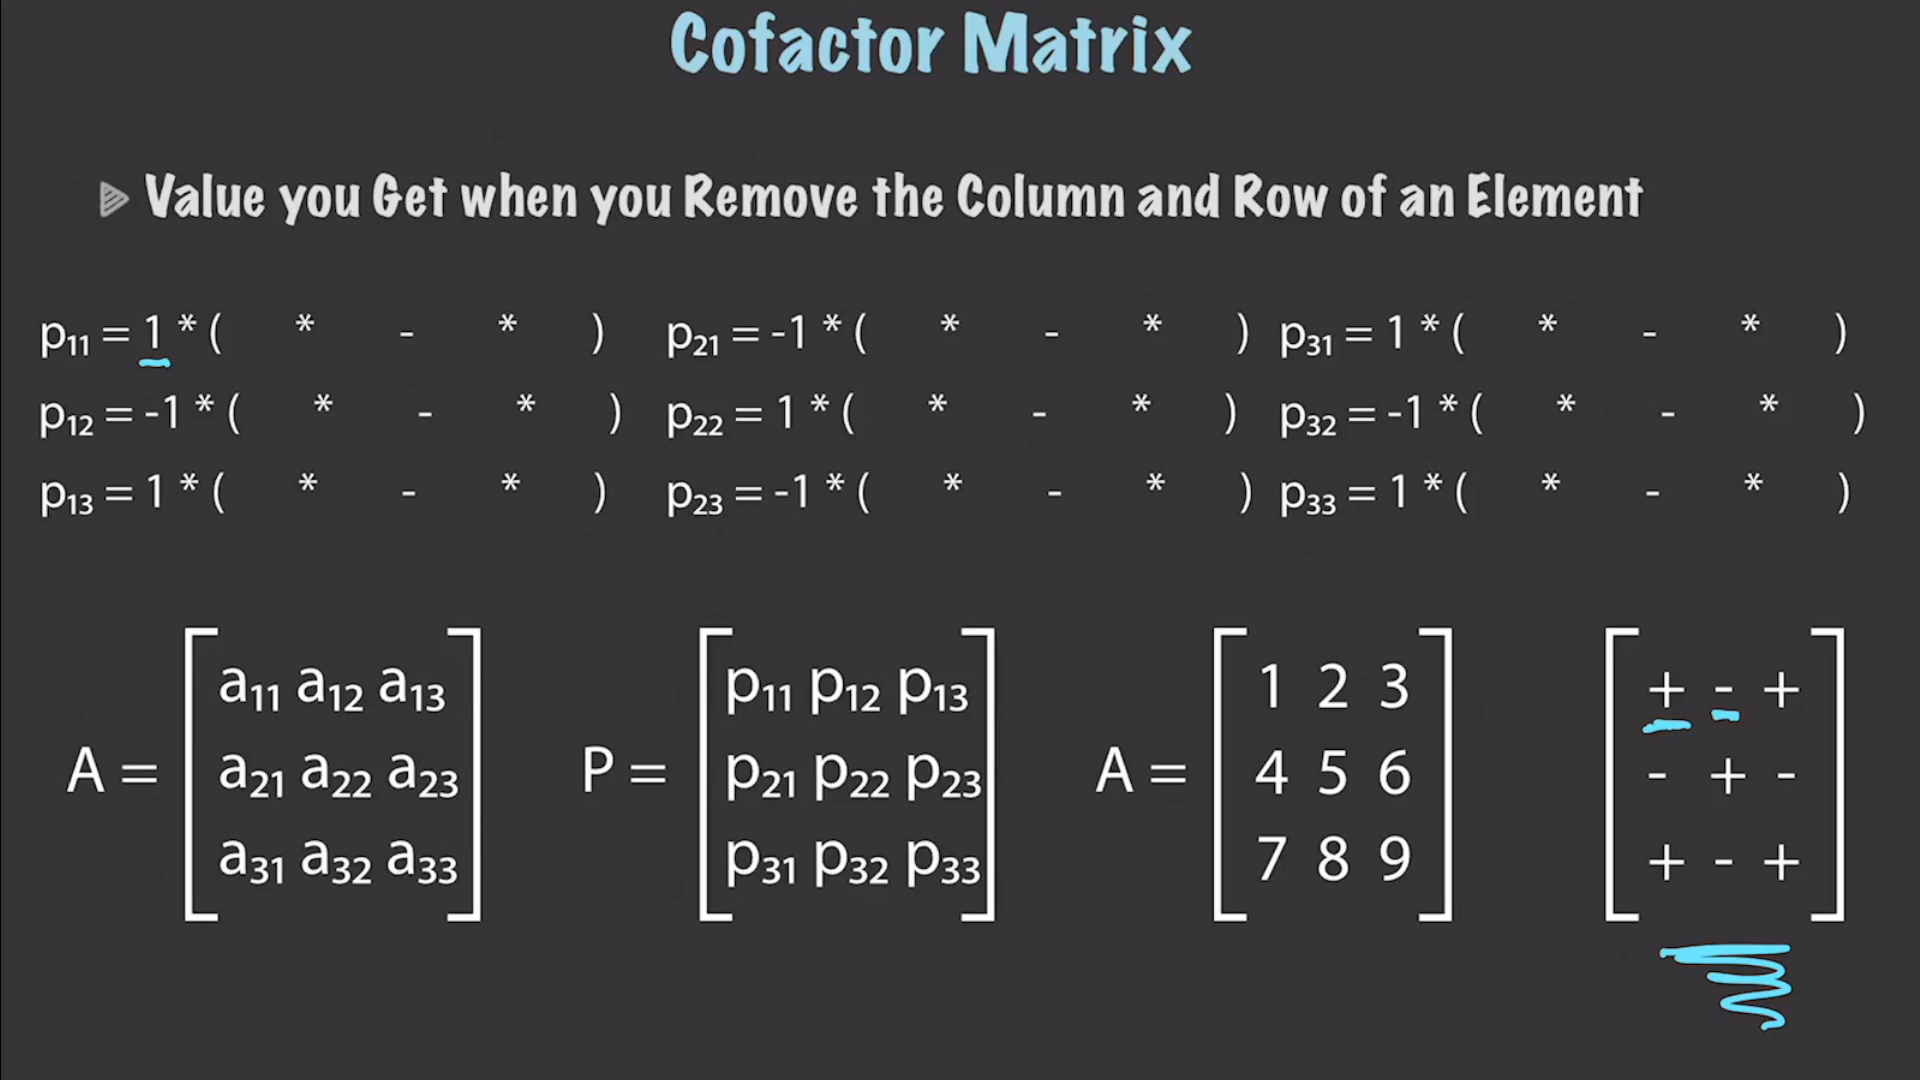 Cofactor Matrix
Value you Get when you Remove the Column and Row of an Element
p11 = 1 * ( * - * ) p21 = -1 * ( * - * ) p31 = 1 * ( * - * )
p12 = -1 * ( * - * ) p22 = 1 * ( * - * ) p32 = -1 * ( * - * )
p13 = 1 * ( * - * ) p23 = -1 * ( * - * ) p33 = 1 * ( * - * )
a11 a12 a13 p11 p12 p13 1 2 3 + - +
A = a21 a22 a23 P = p21 p22 p23 A = 4 5 6 - + -
a31 a32 a33 p31 p32 p33 7 8 9 + - +